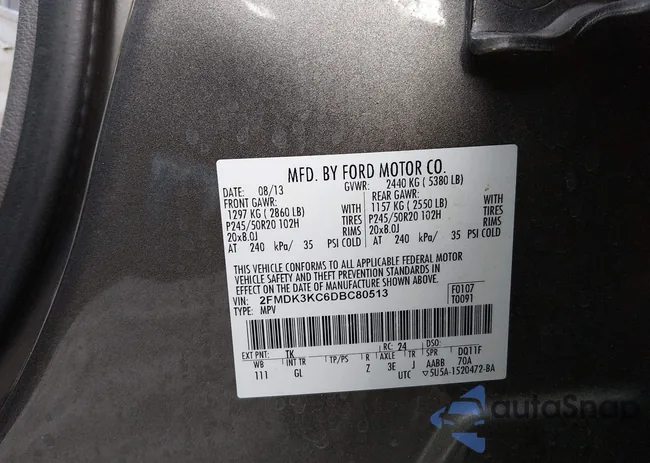 MFD. BY FORD MOTOR CO.
DATE: 08/13 GVWR: 2440 KG ( 5380 LB)
FRONT GAWR: REAR GAWR:
1297 KG ( 2860 LB) WITH 1157 KG ( 2550 LB) WITH
P245/50R20 102H TIRES P245/50R20 102H TIRES
20x8.0J RIMS 20x8.0J RIMS
AT 240 kPa/ 35 PSI COLD AT 240 kPa/ 35 PSI COLD
THIS VEHICLE CONFORMS TO ALL APPLICABLE FEDERAL MOTOR
VEHICLE SAFETY AND THEFT PREVENTION STANDARDS IN
EFFECT ON THE DATE OF MANUFACTURE SHOWN ABOVE.
VIN: 2FMDK3KC6DBC80513 F0107
TYPE: MPV T0091
EXT PNT: TK RC: 24 DSO:
WB INT TR TP/PS R AXLE TR SPR DQ11F
111 GL Z 3E J AABB 70A
UTC ▽5U5A-1520472-BA
autoSnap